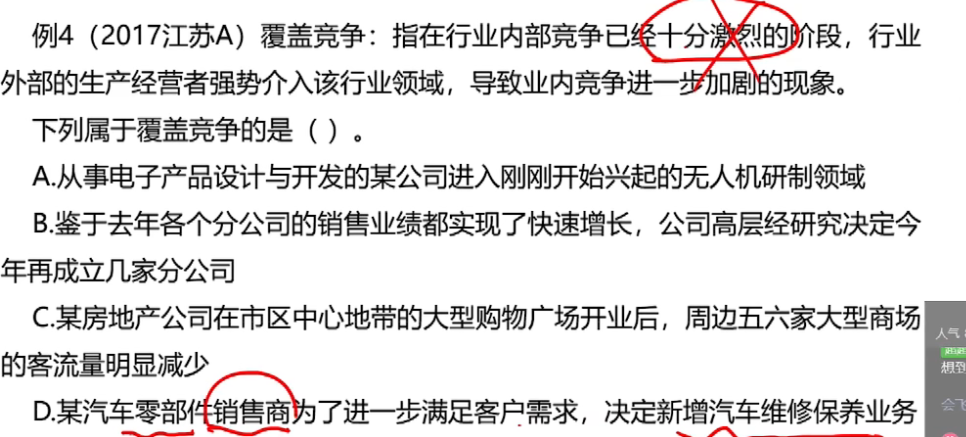 例4（2017江苏A）覆盖竞争：指在行业内部竞争已经十分激烈的阶段，行业
外部的生产经营者强势介入该行业领域，导致业内竞争进一步加剧的现象。
下列属于覆盖竞争的是（ ）。
A.从事电子产品设计与开发的某公司进入刚刚开始兴起的无人机研制领域
B.鉴于去年各个分公司的销售业绩都实现了快速增长，公司高层经研究决定今
年再成立几家分公司
C.某房地产公司在市区中心地带的大型购物广场开业后，周边五六家大型商场
的客流量明显减少
D.某汽车零部件销售商为了进一步满足客户需求，决定新增汽车维修保养业务
人气
想到
会飞